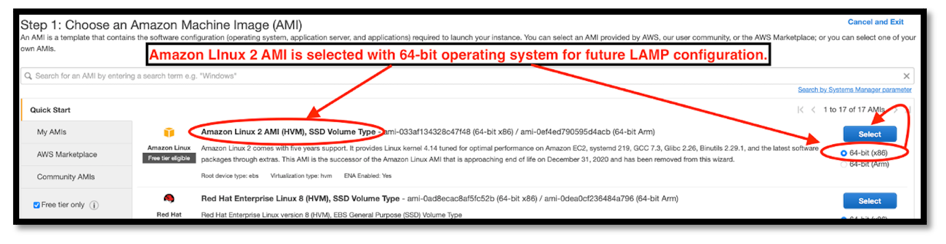 Step 1: Choose an Amazon Machine Image (AMI)
Cancel and Exit
An AMI is a template that contains the software configuration (operating system, application server, and applications) required to launch your instance. You can select an AMI provided by AWS, our user community, or the AWS Marketplace; or you can select one of your
own AMIs.
Amazon LInux 2 AMI is selected with 64-bit operating system for future LAMP configuration.
Search for an AMI by entering a search term e.g. "Windows"
Search by Systems Manager parameter
Quick Start
1 to 17 of 17 AMIs
My AMIs
AWS Marketplace
Community AMIs
Free tier only
Amazon Linux
Free tier eligible
Amazon Linux 2 AMI (HVM), SSD Volume Type - ami-033af134328c47f48 (64-bit x86) / ami-0ef4ed790595d4acb (64-bit Arm)
Amazon Linux 2 comes with five years support. It provides Linux kernel 4.14 tuned for optimal performance on Amazon EC2, systemd 219, GCC 7.3, Glibc 2.26, Binutils 2.29.1, and the latest software
packages through extras. This AMI is the successor of the Amazon Linux AMI that is approaching end of life on December 31, 2020 and has been removed from this wizard.
Root device type: ebs Virtualization type: hvm ENA Enabled: Yes
Select
64-bit (x86)
64-bit (Arm)
Red Hat
Red Hat Enterprise Linux 8 (HVM), SSD Volume Type - ami-0ad8ecac8af5fc52b (64-bit x86) / ami-0dea0cf236484a796 (64-bit Arm)
Red Hat Enterprise Linux version 8 (HVM), EBS General Purpose (SSD) Volume Type
Select